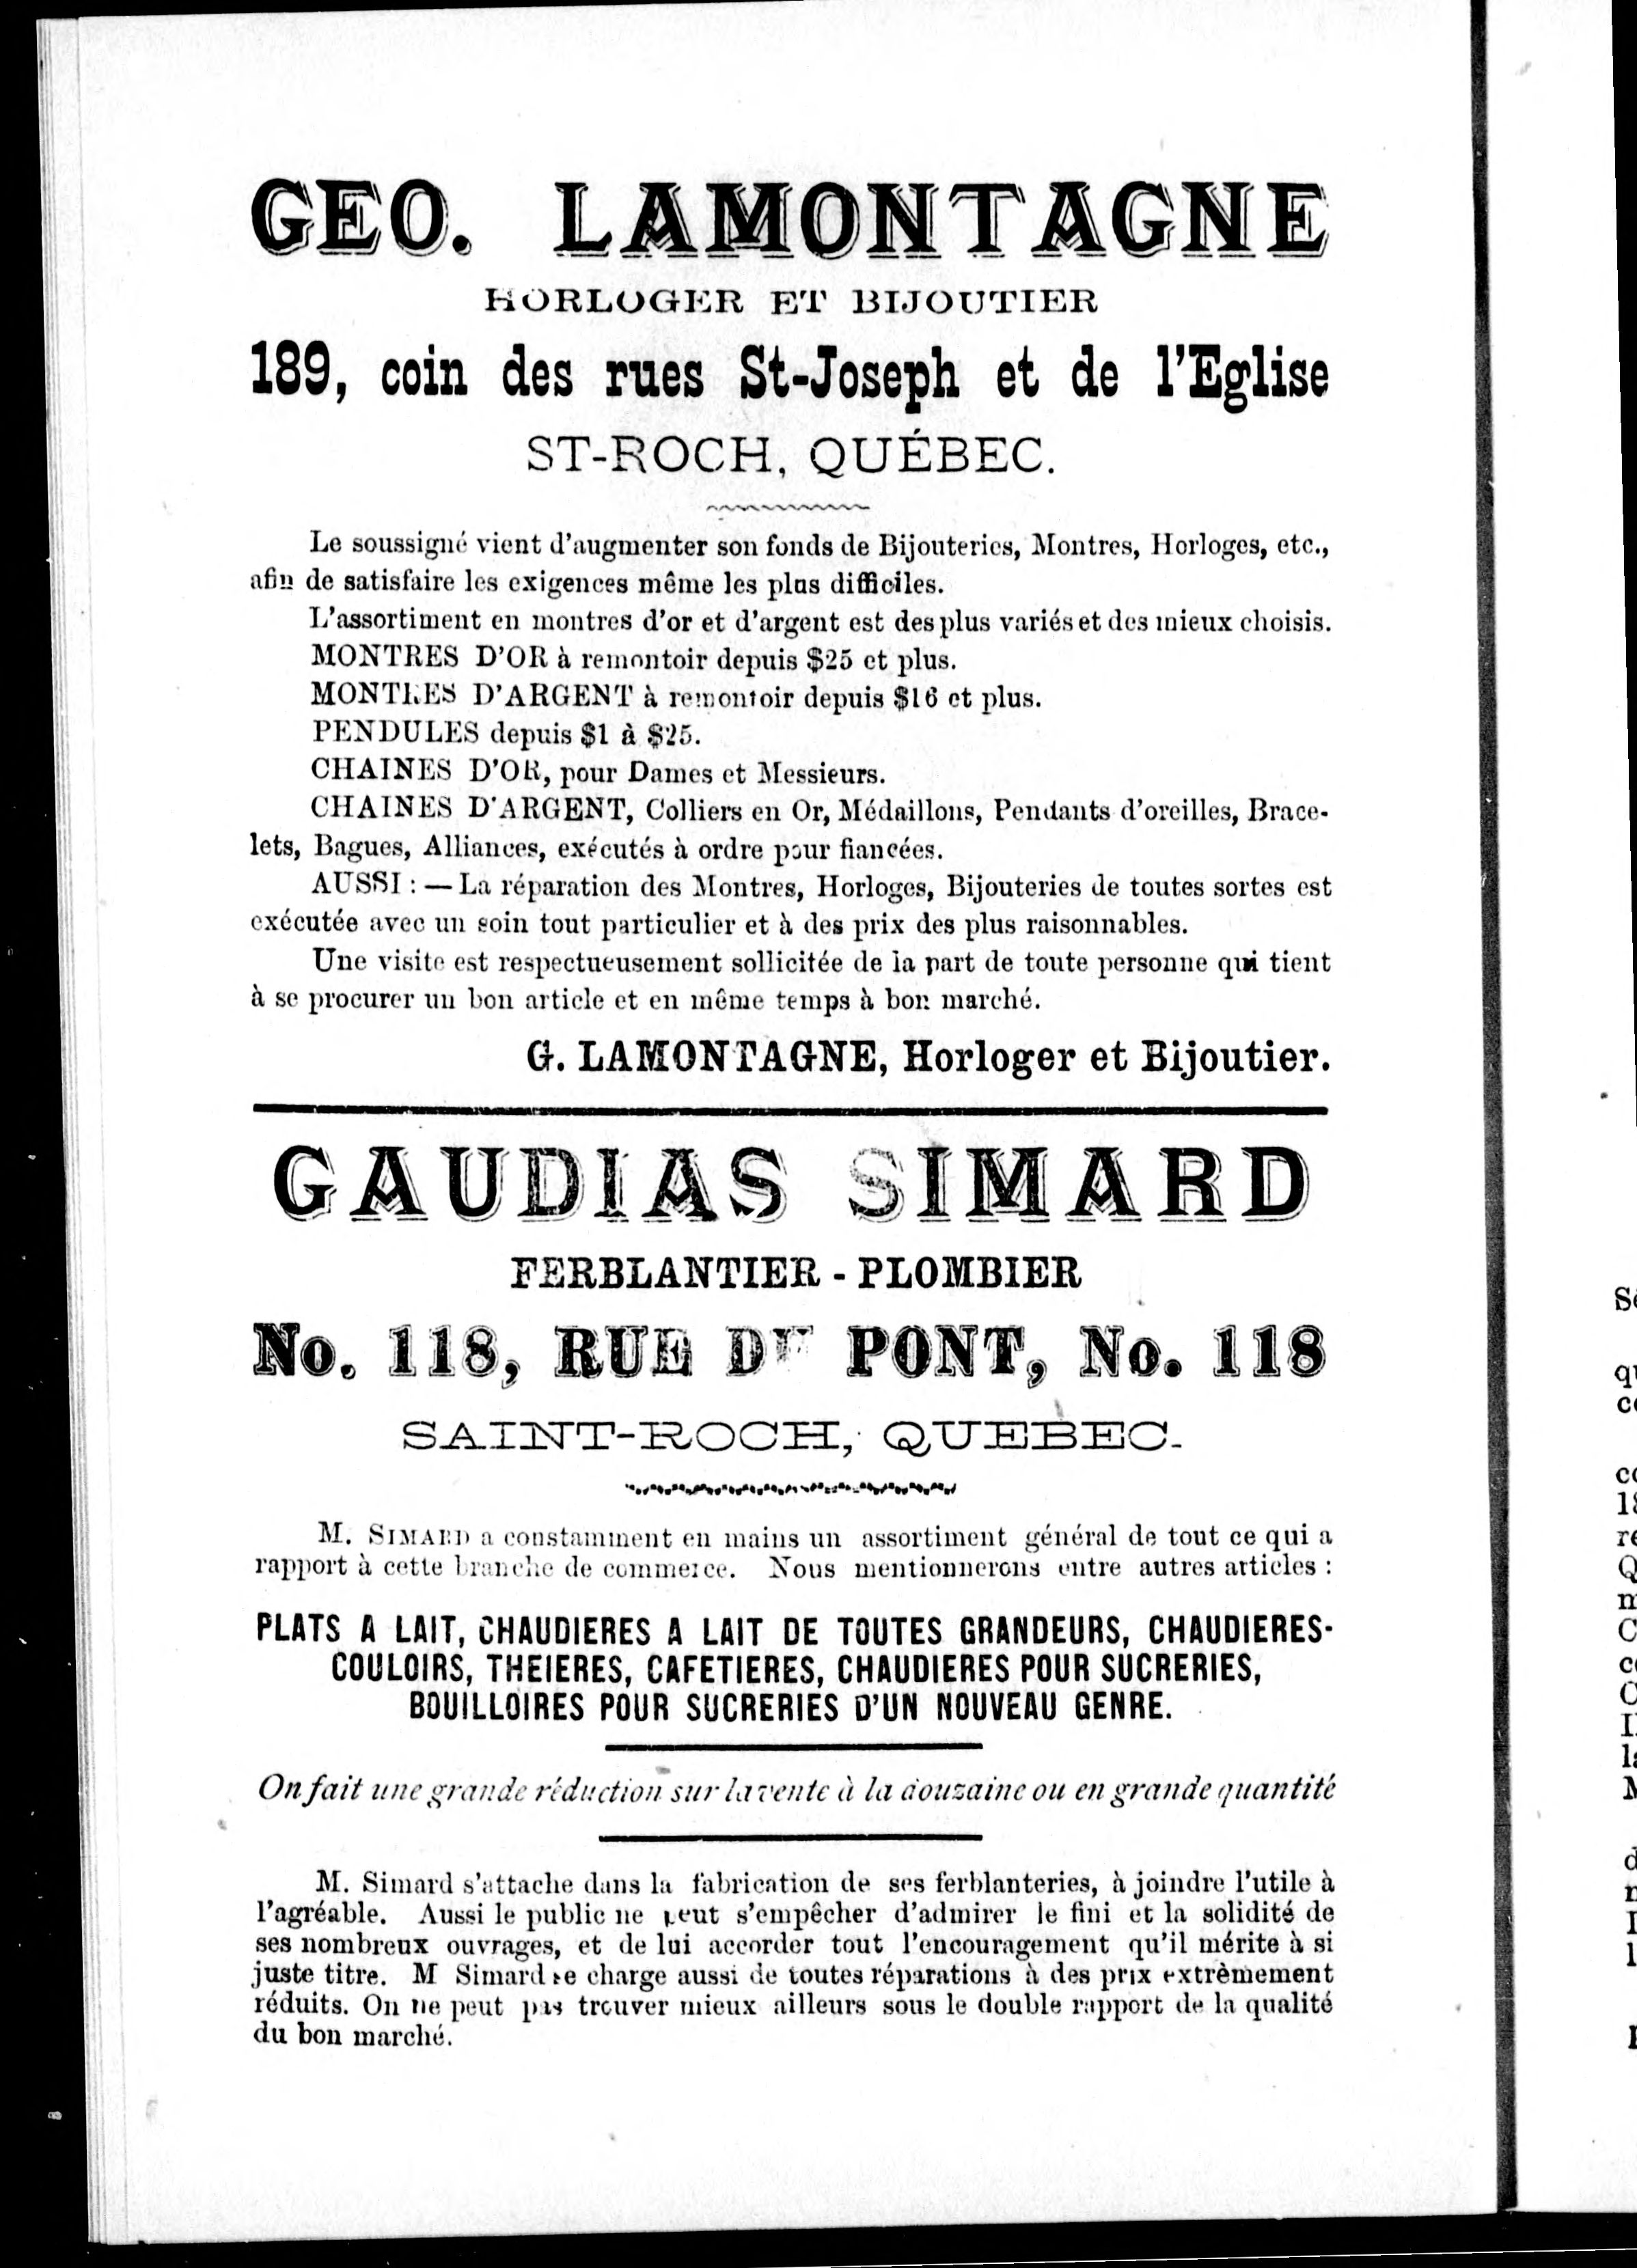 GEO. LAMONTAGNE
HORLOGER ET BIJOUTIER
189, coin des rues St-Joseph et de l'Eglise
ST-ROCH, QUÉBEC.
Le soussigné vient d'augmenter son fonds de Bijouteries, Montres, Horloges, etc.,
afin de satisfaire les exigences même les plus difficiles.
L'assortiment en montres d'or et d'argent est des plus variés et des mieux choisis.
MONTRES D'OR à remontoir depuis $25 et plus.
MONTRES D'ARGENT à remontoir depuis $16 et plus.
PENDULES depuis $1 à $25.
CHAINES D'OR, pour Dames et Messieurs.
CHAINES D'ARGENT, Colliers en Or, Médaillons, Pendants d'oreilles, Brace-
lets, Bagues, Alliances, exécutés à ordre pour fiancées.
AUSSI : — La réparation des Montres, Horloges, Bijouteries de toutes sortes est
exécutée avec un soin tout particulier et à des prix des plus raisonnables.
Une visite est respectueusement sollicitée de la part de toute personne qui tient
à se procurer un bon article et en même temps à bon marché.
G. LAMONTAGNE, Horloger et Bijoutier.
GAUDIAS SIMARD
FERBLANTIER - PLOMBIER
No. 118, RUE DU PONT, No. 118
SAINT-ROCH, QUEBEC.
M. SIMARD a constamment en mains un assortiment général de tout ce qui a
rapport à cette branche de commerce. Nous mentionnerons entre autres articles :
PLATS A LAIT, CHAUDIERES A LAIT DE TOUTES GRANDEURS, CHAUDIERES-
COULOIRS, THEIERES, CAFETIERES, CHAUDIERES POUR SUCRERIES,
BOUILLOIRES POUR SUCRERIES D'UN NOUVEAU GENRE.
On fait une grande réduction sur la vente à la douzaine ou en grande quantité
M. Simard s'attache dans la fabrication de ses ferblanteries, à joindre l'utile à
l'agréable. Aussi le public ne peut s'empêcher d'admirer le fini et la solidité de
ses nombreux ouvrages, et de lui accorder tout l'encouragement qu'il mérite à si
juste titre. M Simard se charge aussi de toutes réparations à des prix extrèmement
réduits. On ne peut pas trouver mieux ailleurs sous le double rapport de la qualité
du bon marché.